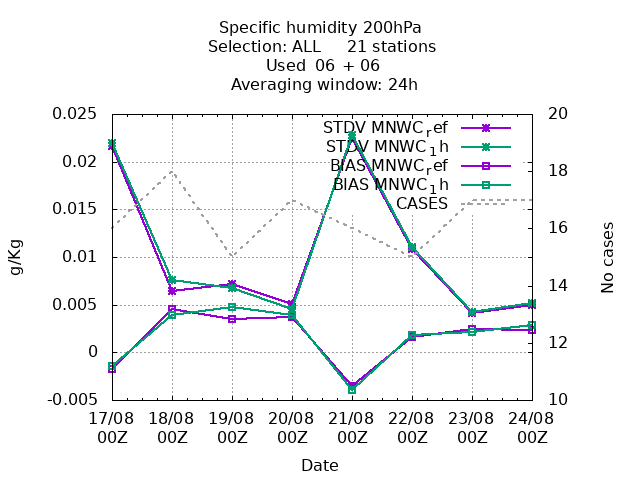 Specific humidity 200hPa
Selection: ALL 21 stations
Used 06 + 06
Averaging window: 24h
0.025
0.02
0.015
0.01
0.005
0
-0.005
20
18
16
14
12
10
g/Kg
No cases
STDV MNWC_ref
STDV MNWC_1h
BIAS MNWC_ref
BIAS MNWC_1h
CASES
17/08 18/08 19/08 20/08 21/08 22/08 23/08 24/08
00Z 00Z 00Z 00Z 00Z 00Z 00Z 00Z
Date